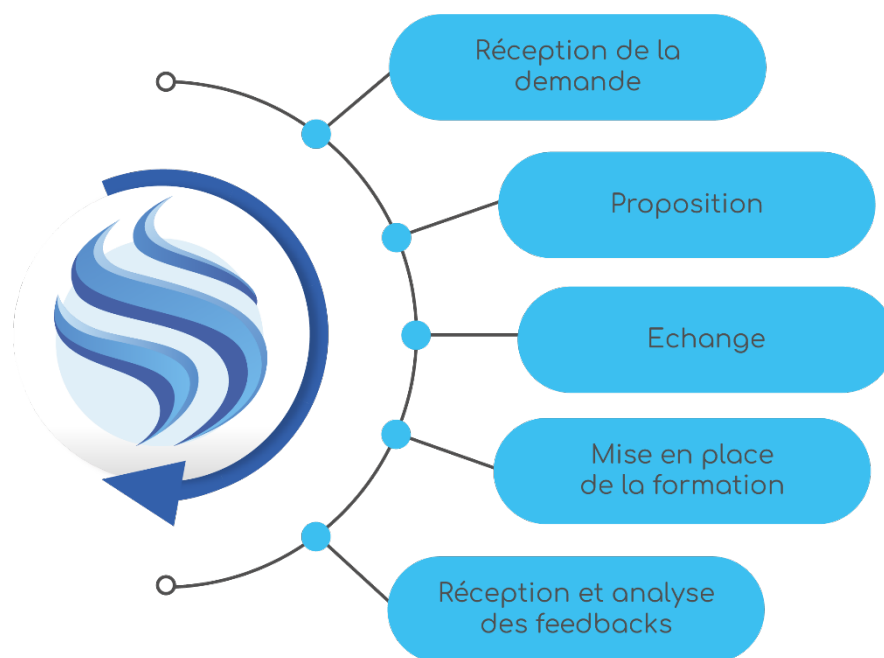 Réception de la
demande
Proposition
Echange
Mise en place
de la formation
Réception et analyse
des feedbacks